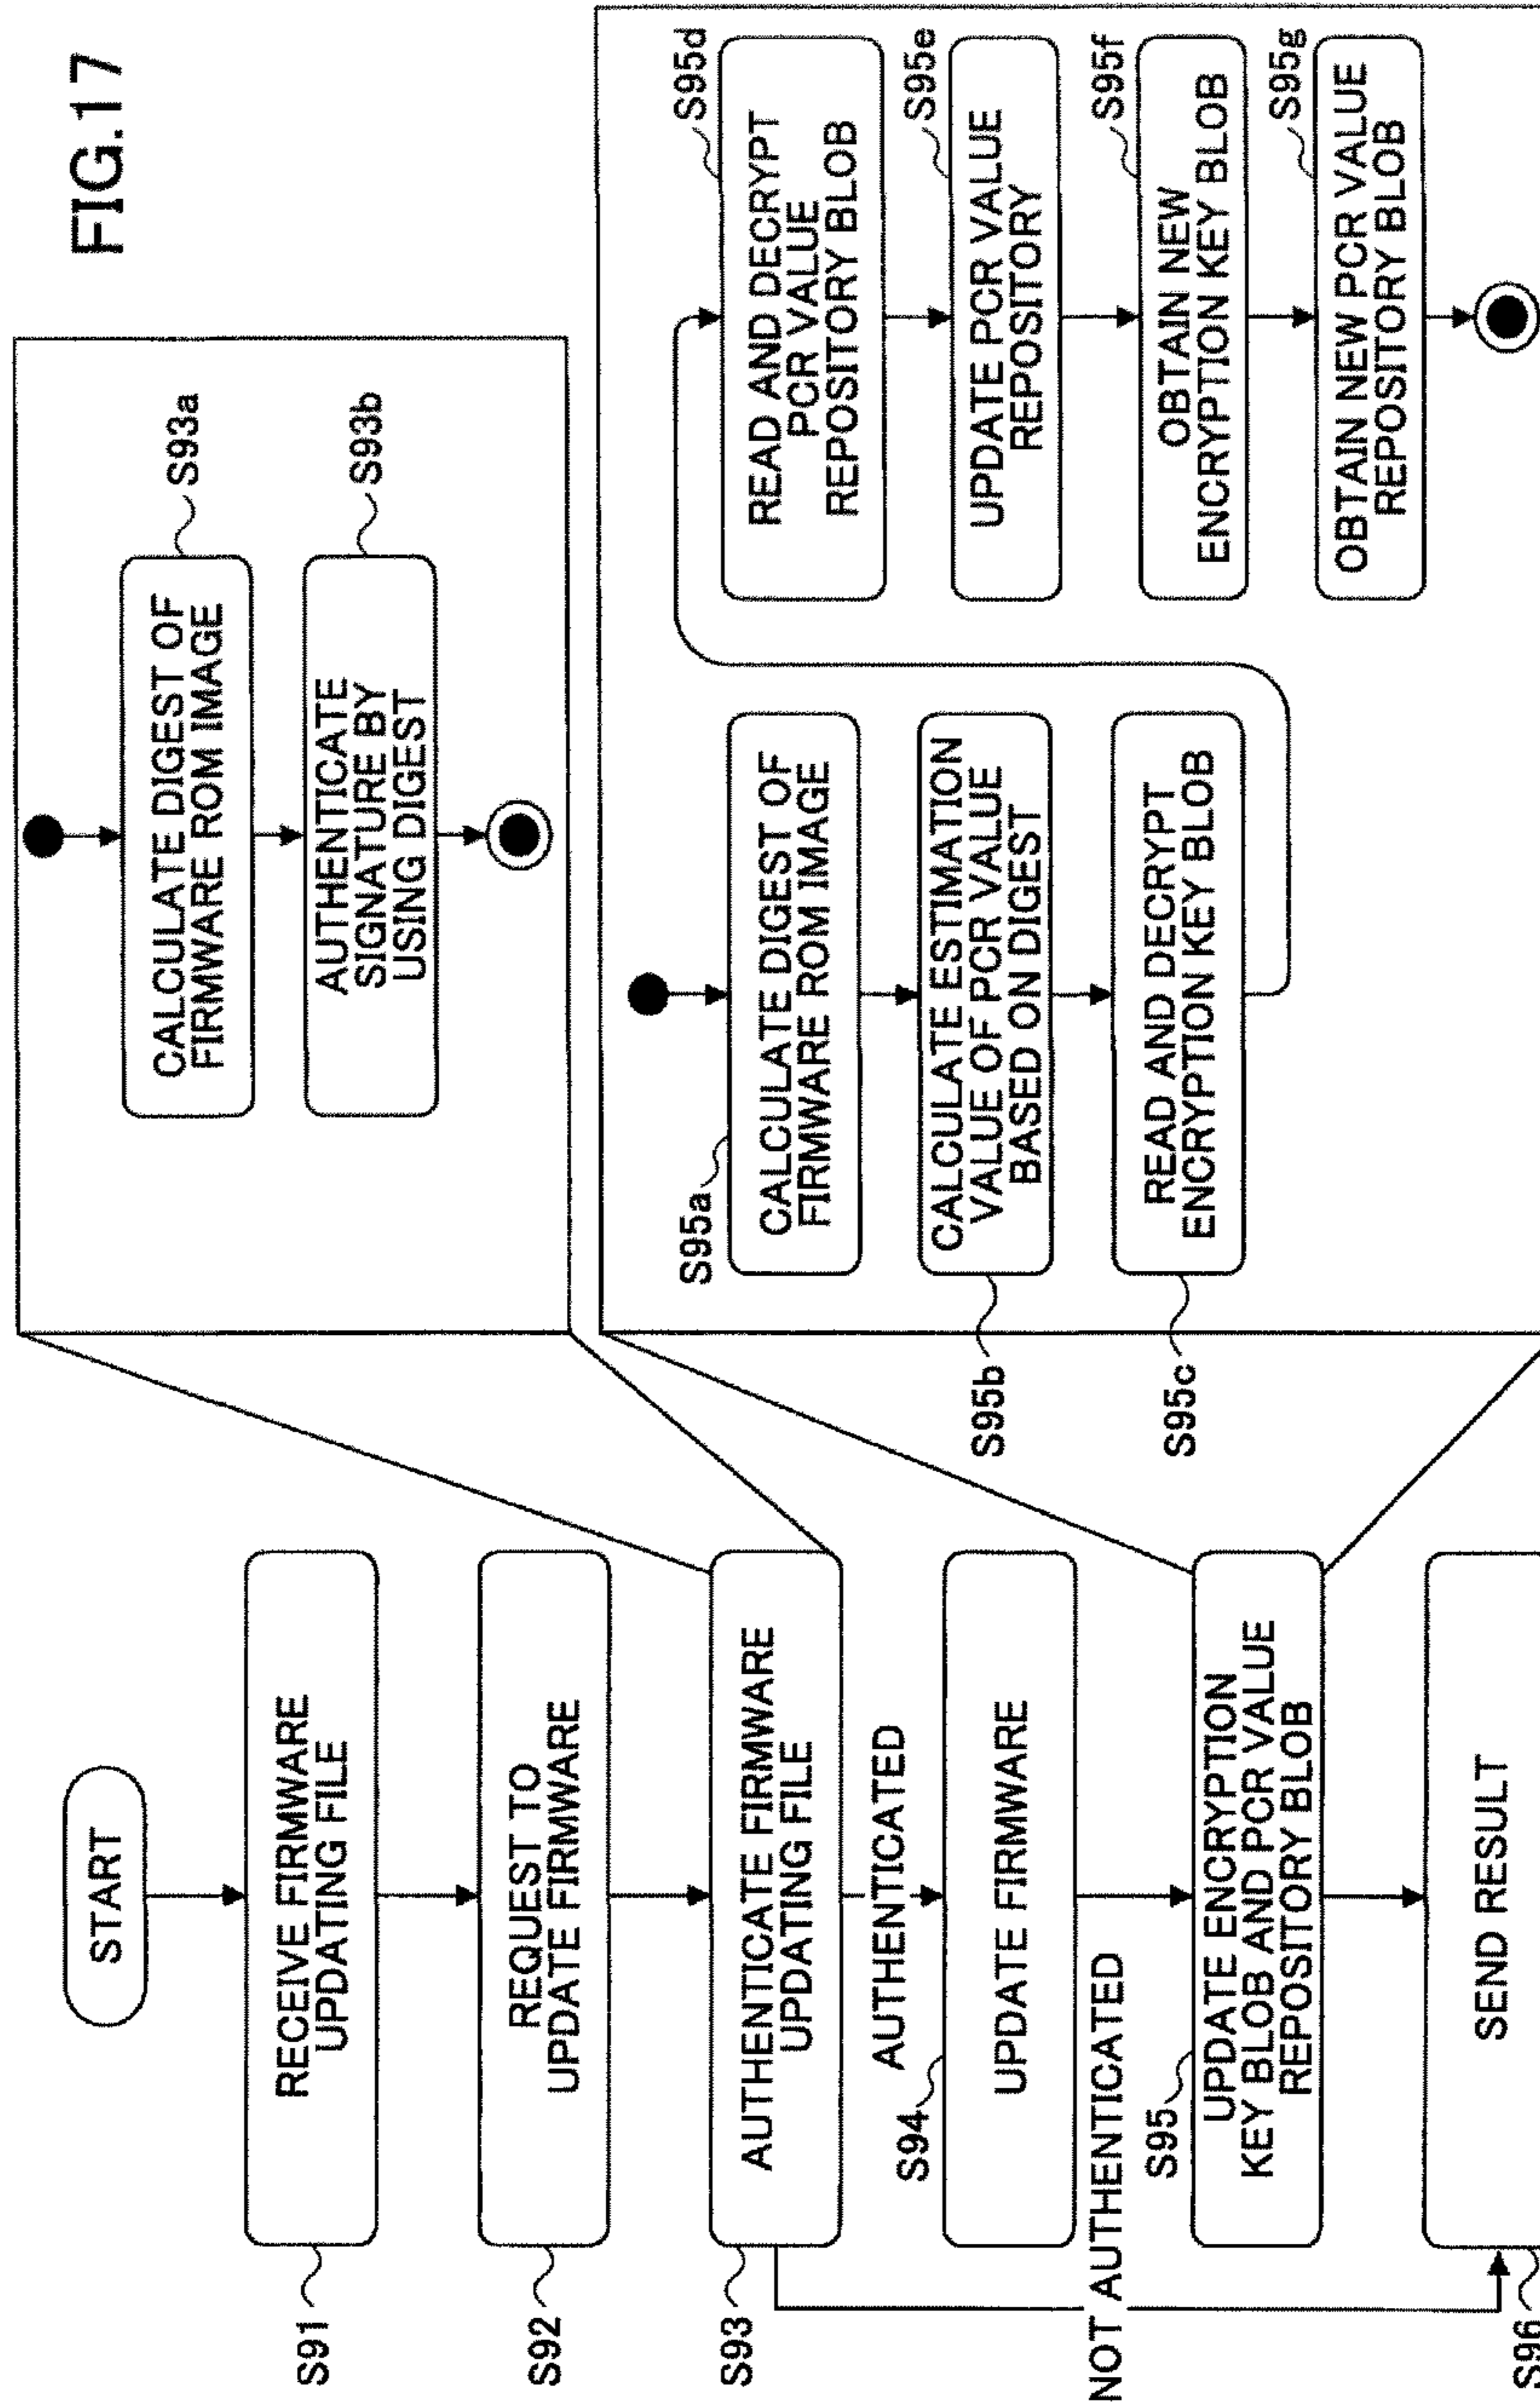 FIG.17
START
S91
RECEIVE FIRMWARE
UPDATING FILE
S92
REQUEST TO
UPDATE FIRMWARE
S93
AUTHENTICATE FIRMWARE
UPDATING FILE
AUTHENTICATED
S94
UPDATE FIRMWARE
NOT AUTHENTICATED
S95
UPDATE ENCRYPTION
KEY BLOB AND PCR VALUE
REPOSITORY BLOB
SEND RESULT
S96
CALCULATE DIGEST OF
FIRMWARE ROM IMAGE
S93a
AUTHENTICATE
SIGNATURE BY
USING DIGEST
S93b
S95a
CALCULATE DIGEST OF
FIRMWARE ROM IMAGE
CALCULATE ESTIMATION
VALUE OF PCR VALUE
BASED ON DIGEST
S95b
READ AND DECRYPT
ENCRYPTION KEY BLOB
S95c
READ AND DECRYPT
PCR VALUE
REPOSITORY BLOB
S95d
UPDATE PCR VALUE
REPOSITORY
S95e
OBTAIN NEW
ENCRYPTION KEY BLOB
S95f
OBTAIN NEW PCR VALUE
REPOSITORY BLOB
S95g